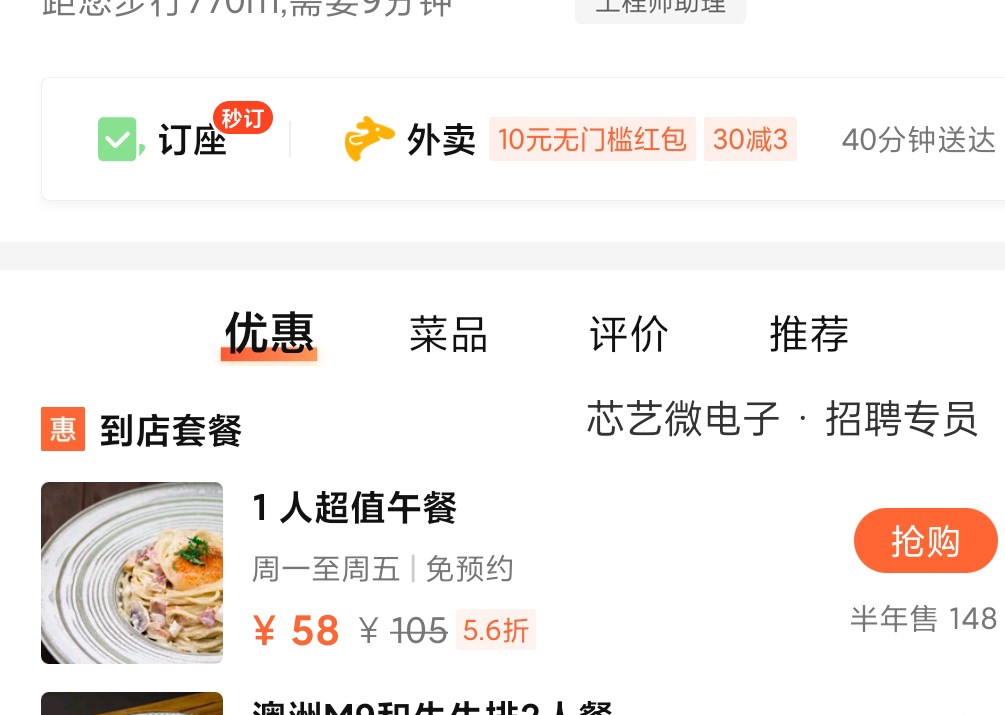 距您步行770m,需要9分钟
工程师助理
订座 秒订 外卖 10元无门槛红包 30减3 40分钟送达
优惠 菜品 评价 推荐
惠 到店套餐
芯艺微电子 · 招聘专员
1 人超值午餐
抢购
周一至周五 | 免预约
¥ 58 ¥ 105 5.6折
半年售 148
澳洲M9和牛牛排2人餐